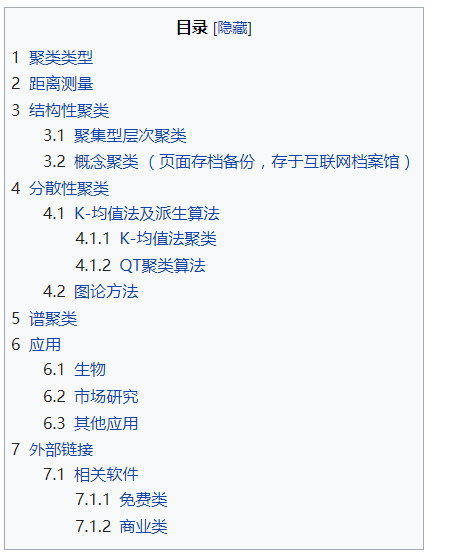 目录 [隐藏]
1 聚类类型
2 距离测量
3 结构性聚类
3.1 聚集型层次聚类
3.2 概念聚类 （页面存档备份，存于互联网档案馆）
4 分散性聚类
4.1 K-均值法及派生算法
4.1.1 K-均值法聚类
4.1.2 QT聚类算法
4.2 图论方法
5 谱聚类
6 应用
6.1 生物
6.2 市场研究
6.3 其他应用
7 外部链接
7.1 相关软件
7.1.1 免费类
7.1.2 商业类